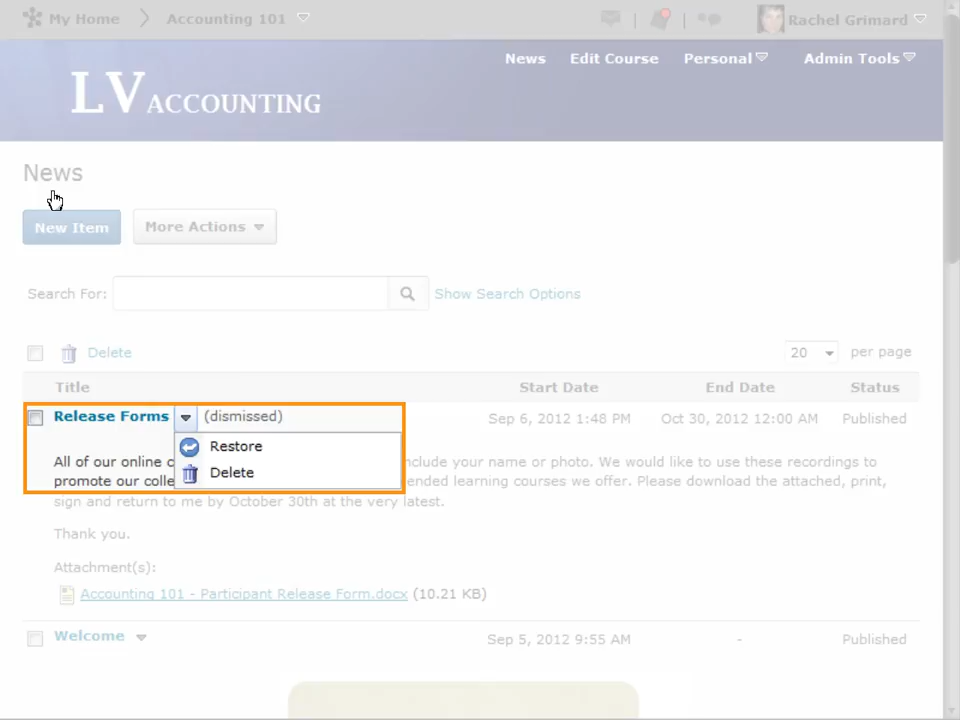 My Home
Accounting 101
Rachel Grimard
News
Edit Course
Personal
Admin Tools
LV ACCOUNTING
News
New Item
More Actions
Search For:
Show Search Options
Delete
20
per page
Title
Start Date
End Date
Status
Release Forms
(dismissed)
Sep 6, 2012 1:48 PM
Oct 30, 2012 12:00 AM
Published
Restore
Delete
All of our online c
nclude your name or photo. We would like to use these recordings to
promote our colle
ended learning courses we offer. Please download the attached, print,
sign and return to me by October 30th at the very latest.
Thank you.
Attachment(s):
Accounting 101 - Participant Release Form.docx (10.21 KB)
Welcome
Sep 5, 2012 9:55 AM
-
Published